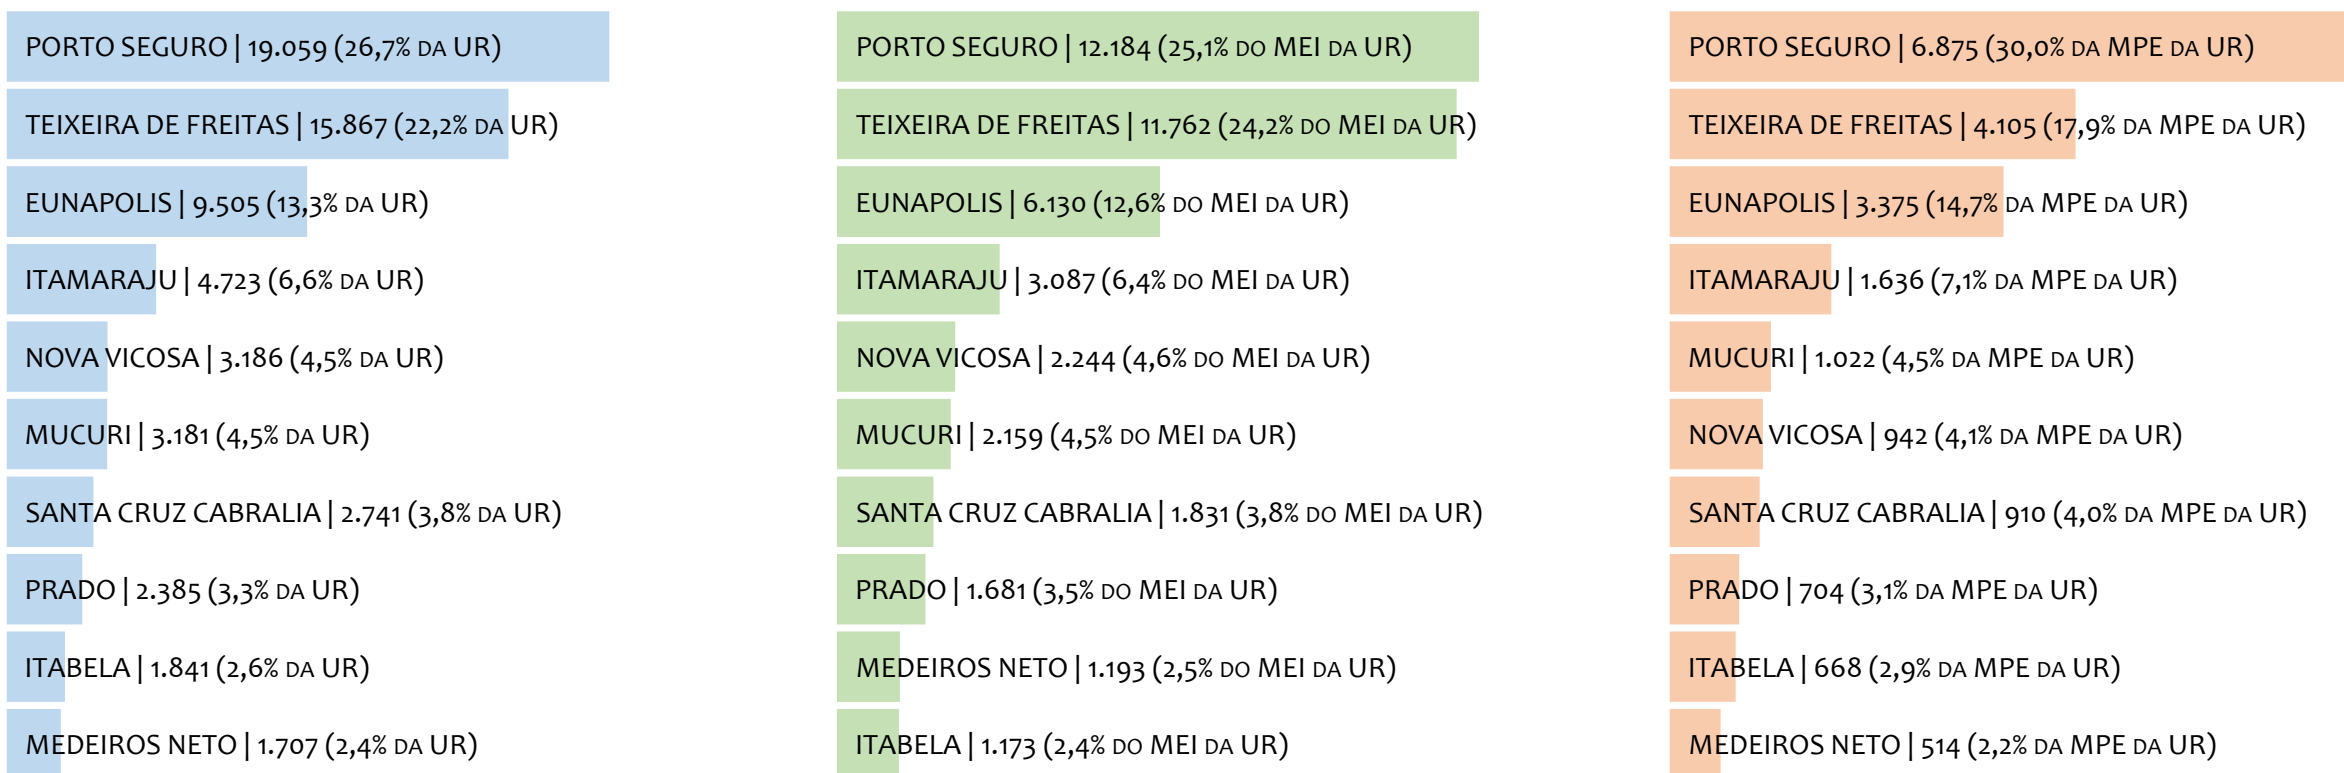 PORTO SEGURO | 19.059 (26,7% DA UR)
TEIXEIRA DE FREITAS | 15.867 (22,2% DA UR)
EUNAPOLIS | 9.505 (13,3% DA UR)
ITAMARAJU | 4.723 (6,6% DA UR)
NOVA VICOSA | 3.186 (4,5% DA UR)
MUCURI | 3.181 (4,5% DA UR)
SANTA CRUZ CABRALIA | 2.741 (3,8% DA UR)
PRADO | 2.385 (3,3% DA UR)
ITABELA | 1.841 (2,6% DA UR)
MEDEIROS NETO | 1.707 (2,4% DA UR)
PORTO SEGURO | 12.184 (25,1% DO MEI DA UR)
TEIXEIRA DE FREITAS | 11.762 (24,2% DO MEI DA UR)
EUNAPOLIS | 6.130 (12,6% DO MEI DA UR)
ITAMARAJU | 3.087 (6,4% DO MEI DA UR)
NOVA VICOSA | 2.244 (4,6% DO MEI DA UR)
MUCURI | 2.159 (4,5% DO MEI DA UR)
SANTA CRUZ CABRALIA | 1.831 (3,8% DO MEI DA UR)
PRADO | 1.681 (3,5% DO MEI DA UR)
MEDEIROS NETO | 1.193 (2,5% DO MEI DA UR)
ITABELA | 1.173 (2,4% DO MEI DA UR)
PORTO SEGURO | 6.875 (30,0% DA MPE DA UR)
TEIXEIRA DE FREITAS | 4.105 (17,9% DA MPE DA UR)
EUNAPOLIS | 3.375 (14,7% DA MPE DA UR)
ITAMARAJU | 1.636 (7,1% DA MPE DA UR)
MUCURI | 1.022 (4,5% DA MPE DA UR)
NOVA VICOSA | 942 (4,1% DA MPE DA UR)
SANTA CRUZ CABRALIA | 910 (4,0% DA MPE DA UR)
PRADO | 704 (3,1% DA MPE DA UR)
ITABELA | 668 (2,9% DA MPE DA UR)
MEDEIROS NETO | 514 (2,2% DA MPE DA UR)